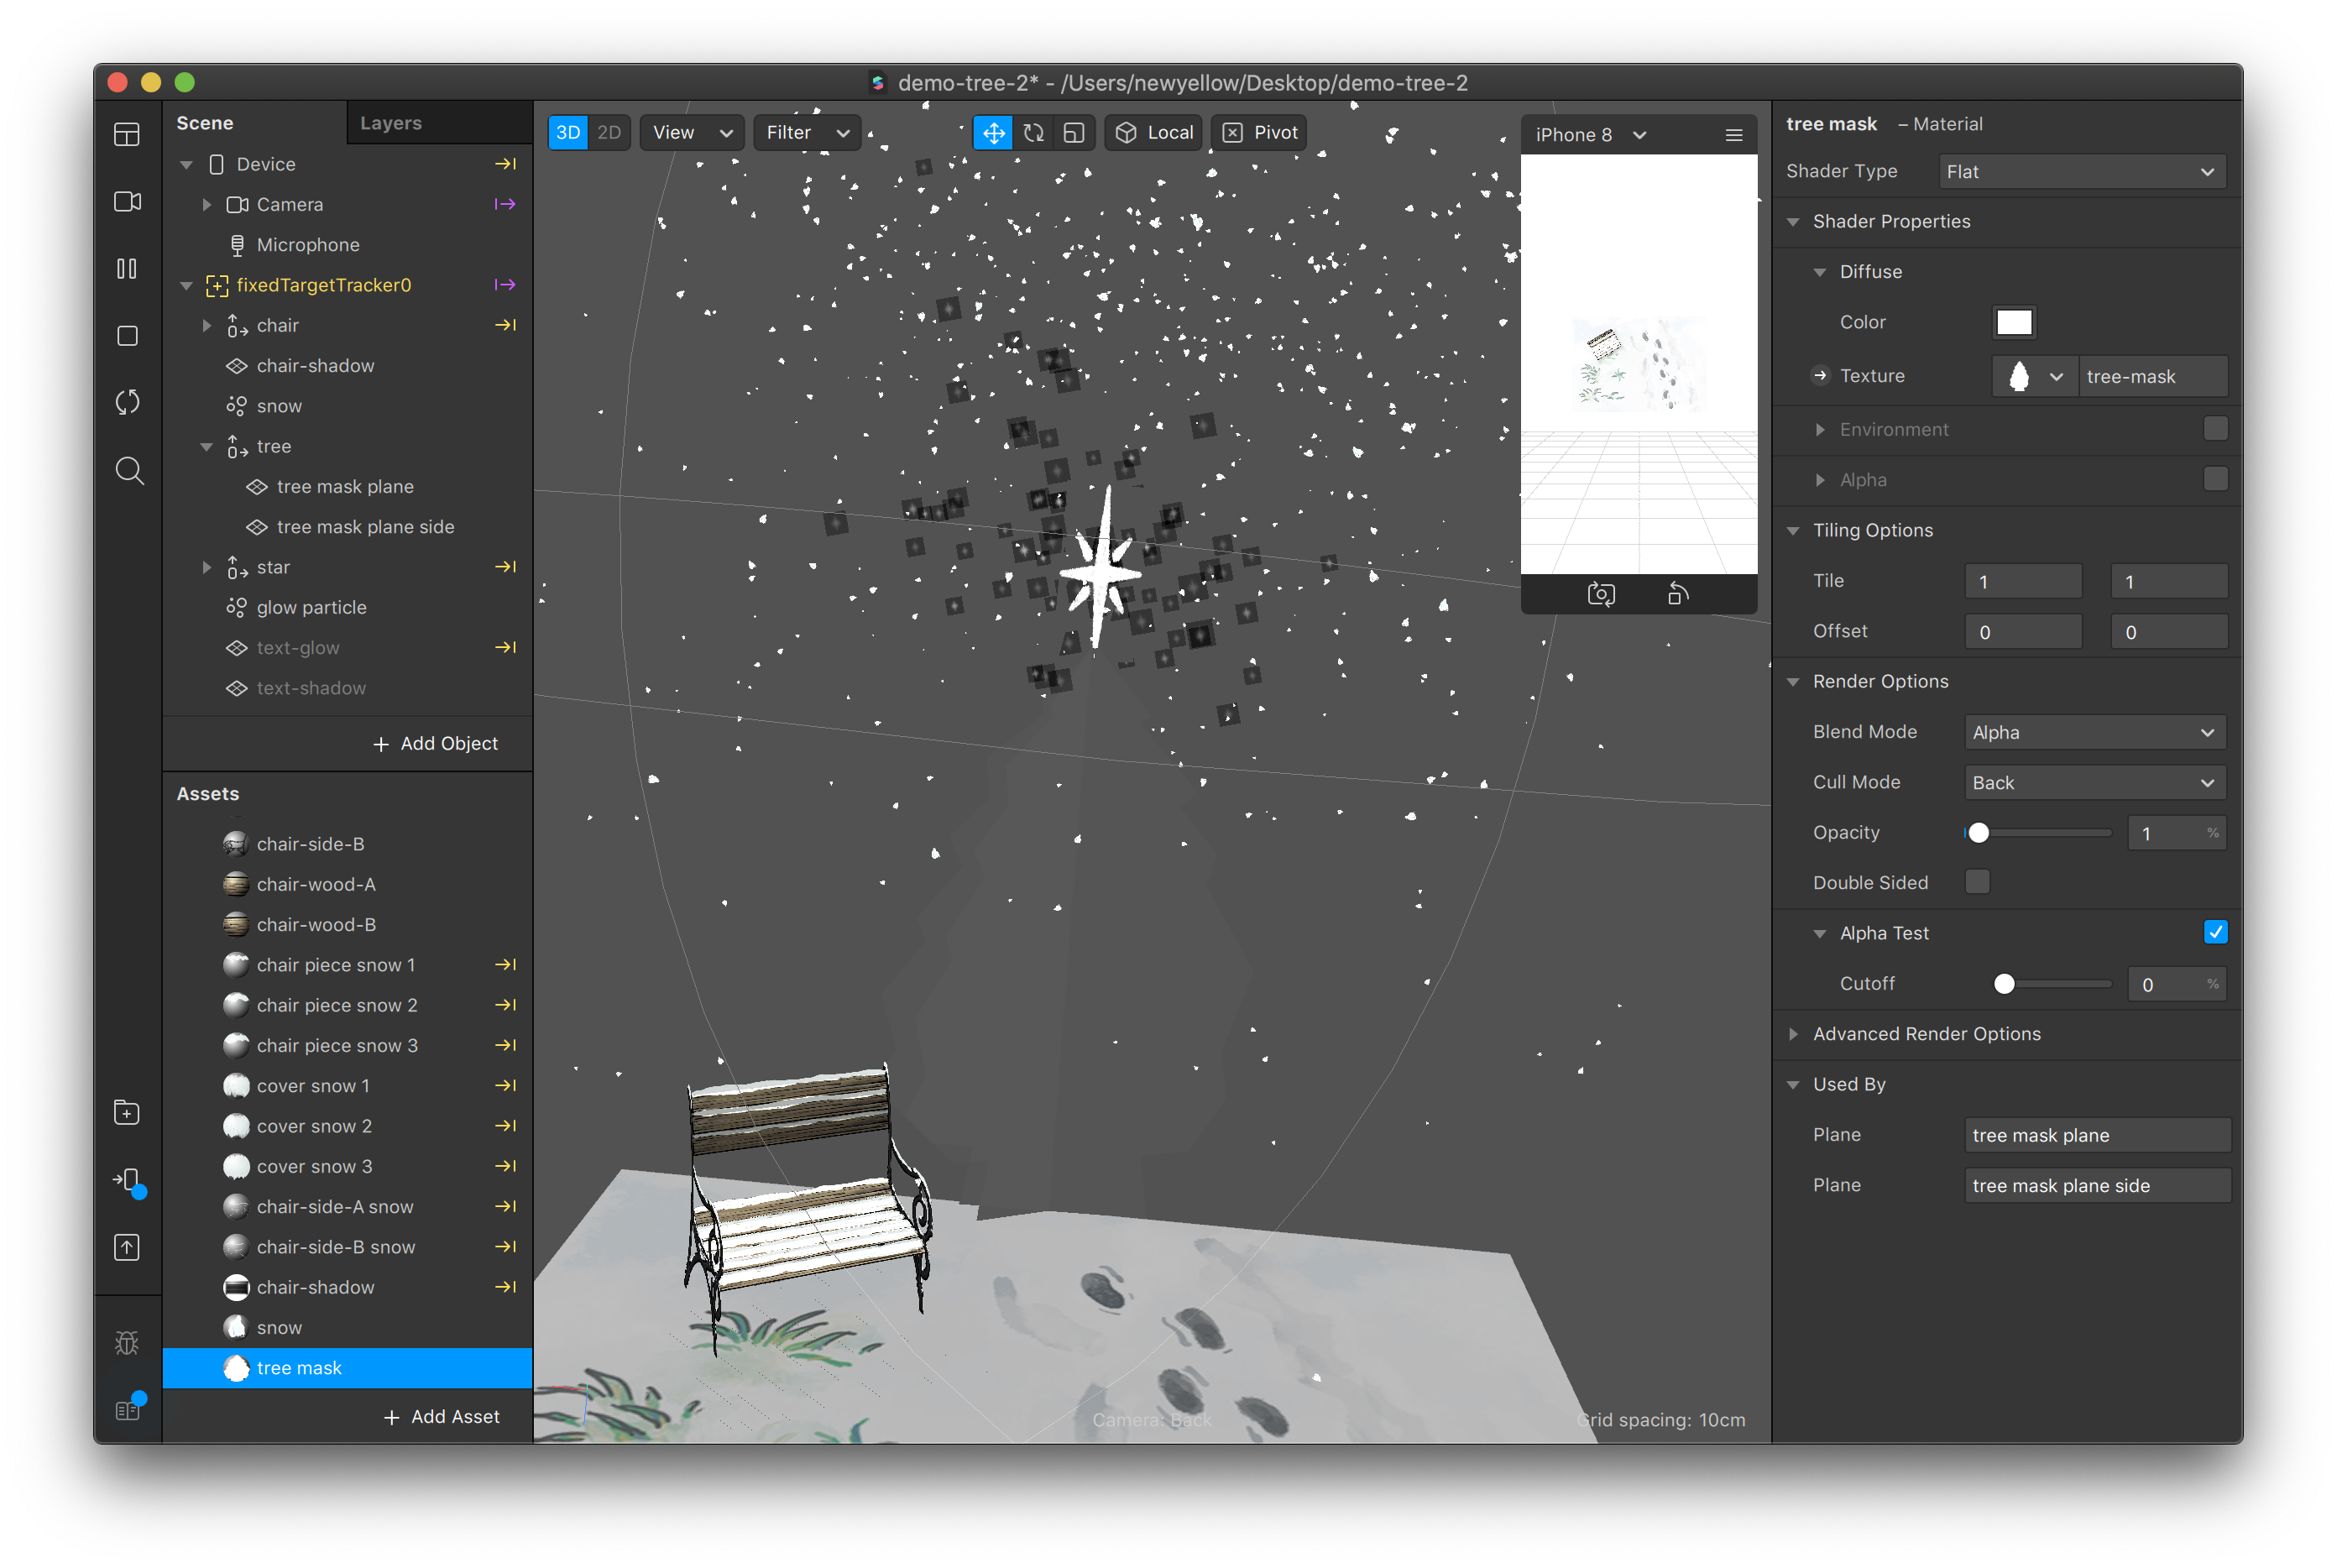 demo-tree-2* - /Users/newyellow/Desktop/demo-tree-2
Scene
Layers
Device
Camera
Microphone
fixedTargetTracker0
chair
chair-shadow
snow
tree
tree mask plane
tree mask plane side
star
glow particle
text-glow
text-shadow
+ Add Object
Assets
chair-side-B
chair-wood-A
chair-wood-B
chair piece snow 1
chair piece snow 2
chair piece snow 3
cover snow 1
cover snow 2
cover snow 3
chair-side-A snow
chair-side-B snow
chair-shadow
snow
tree mask
+ Add Asset
3D 2D View Filter Local Pivot
iPhone 8
Camera: Back
Grid spacing: 10cm
tree mask – Material
Shader Type Flat
Shader Properties
Diffuse
Color
Texture tree-mask
Environment
Alpha
Tiling Options
Tile 1 1
Offset 0 0
Render Options
Blend Mode Alpha
Cull Mode Back
Opacity 1 %
Double Sided
Alpha Test
Cutoff 0 %
Advanced Render Options
Used By
Plane tree mask plane
Plane tree mask plane side